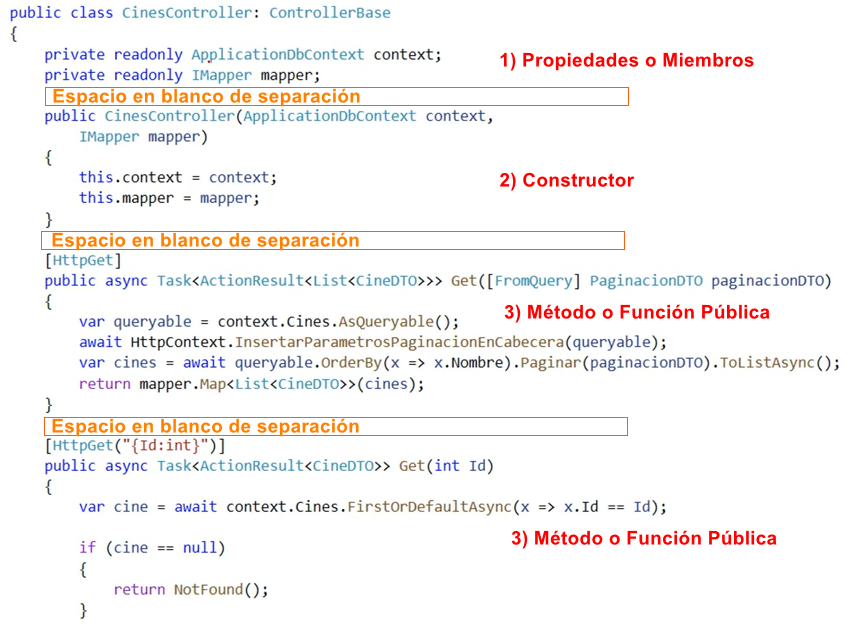 public class CinesController: ControllerBase
{
private readonly ApplicationDbContext context;
1) Propiedades o Miembros
private readonly IMapper mapper;
Espacio en blanco de separación
public CinesController(ApplicationDbContext context,
IMapper mapper)
{
this.context = context;
2) Constructor
this.mapper = mapper;
}
Espacio en blanco de separación
[HttpGet]
public async Task<ActionResult<List<CineDTO>>> Get([FromQuery] PaginacionDTO paginacionDTO)
{
3) Método o Función Pública
var queryable = context.Cines.AsQueryable();
await HttpContext.InsertarParametrosPaginacionEnCabecera(queryable);
var cines = await queryable.OrderBy(x => x.Nombre).Paginar(paginacionDTO).ToListAsync();
return mapper.Map<List<CineDTO>>(cines);
}
Espacio en blanco de separación
[HttpGet("{Id:int}")]
public async Task<ActionResult<CineDTO>> Get(int Id)
{
var cine = await context.Cines.FirstOrDefaultAsync(x => x.Id == Id);
3) Método o Función Pública
if (cine == null)
{
return NotFound();
}